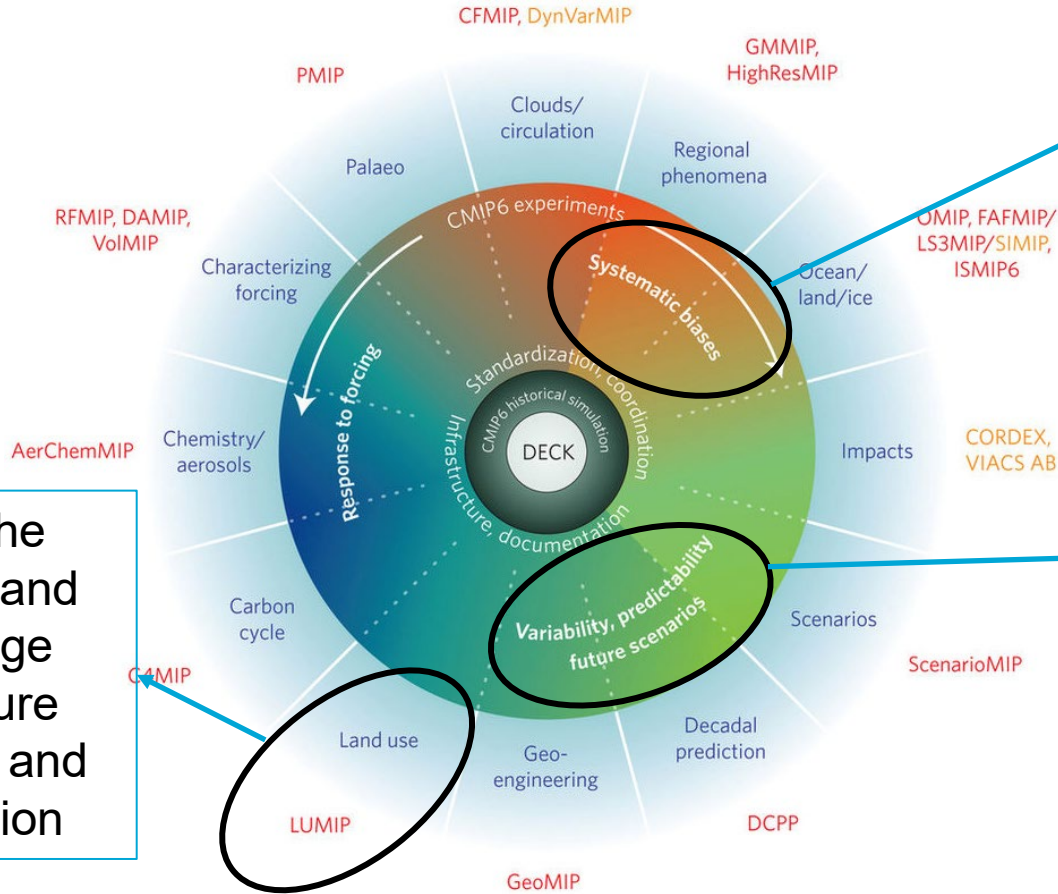 CFMIP, DynVarMIP
GMMIP,
HighResMIP
PMIP
Clouds/
circulation
Regional
phenomena
Palaeo
CMIP6 experiments
RFMIP, DAMIP,
VolMIP
OMIP, FAFMIP/
LS3MIP/SIMIP,
ISMIP6
Characterizing
forcing
Systematic biases
Ocean/
land/ice
Response to forcing
Standardization, coordination
CMIP6 historical simulation
DECK
Infrastructure, documentation
AerChemMIP
Chemistry/
aerosols
Impacts
CORDEX,
VIACS AB
he
and
ge
ure
and
ion
Carbon
cycle
C4MIP
Variability, predictability
future scenarios
Scenarios
ScenarioMIP
Land use
LUMIP
Geo-
engineering
GeoMIP
Decadal
prediction
DCPP